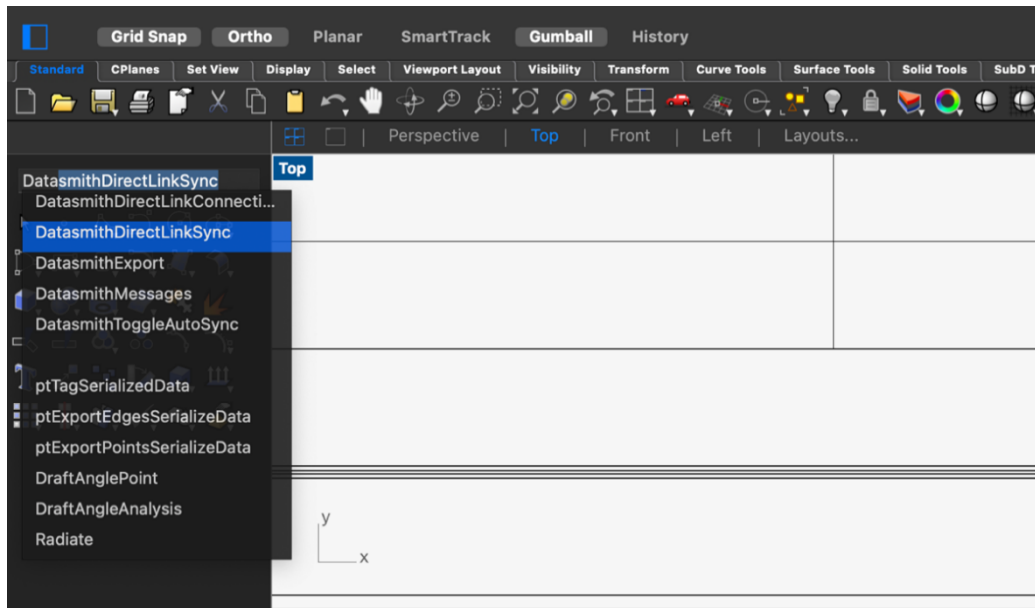 Grid Snap Ortho Planar SmartTrack Gumball History
Standard CPlanes Set View Display Select Viewport Layout Visibility Transform Curve Tools Surface Tools Solid Tools SubD T
Perspective | Top | Front | Left | Layouts...
Top
DatasmithDirectLinkSync
DatasmithDirectLinkConnecti...
DatasmithDirectLinkSync
DatasmithExport
DatasmithMessages
DatasmithToggleAutoSync
ptTagSerializedData
ptExportEdgesSerializeData
ptExportPointsSerializeData
DraftAnglePoint
DraftAngleAnalysis
Radiate
y
x